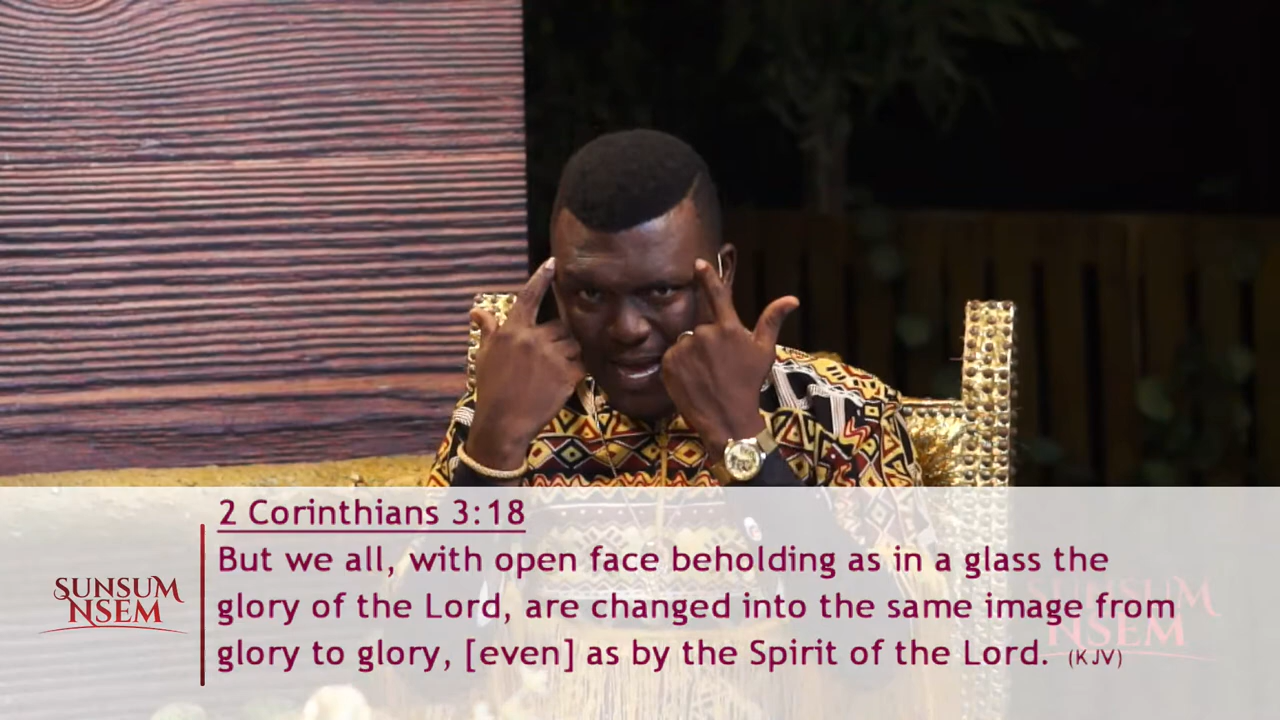 2 Corinthians 3:18
But we all, with open face beholding as in a glass the
glory of the Lord, are changed into the same image from
glory to glory, [even] as by the Spirit of the Lord. (KJV)
SUNSUM
NSEM
SUNSUM
NSEM